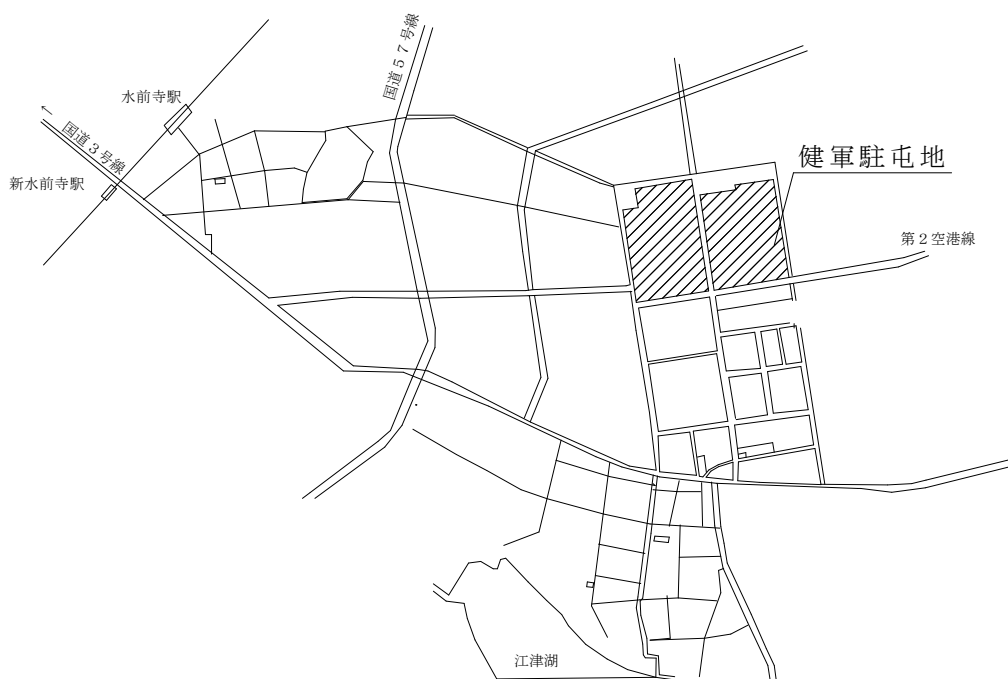 国道57号線
水前寺駅
←
国道3号線
新水前寺駅
健軍駐屯地
第2空港線
江津湖